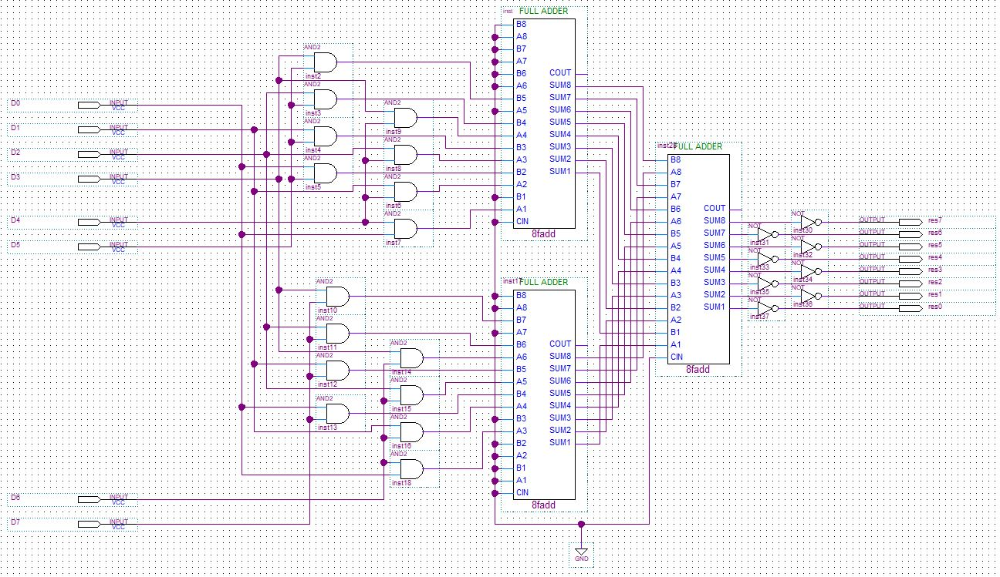 inst FULL ADDER
B8
A8
B7
A7
B6
A6
B5
A5
B4
A4
B3
A3
B2
A2
B1
A1
CIN
COUT
SUM8
SUM7
SUM6
SUM5
SUM4
SUM3
SUM2
SUM1
8fadd
AND2
inst2
AND2
inst3
AND2
inst4
AND2
inst5
AND2
inst9
AND2
inst8
AND2
inst6
AND2
inst7
D0 INPUT VCC
D1 INPUT VCC
D2 INPUT VCC
D3 INPUT VCC
D4 INPUT VCC
D5 INPUT VCC
FULL ADDER
B8
A8
B7
A7
B6
A6
B5
A5
B4
A4
B3
A3
B2
A2
B1
A1
CIN
COUT
SUM8
SUM7
SUM6
SUM5
SUM4
SUM3
SUM2
SUM1
8fadd
NOT
inst30
NOT
inst31
NOT
inst32
NOT
inst33
NOT
inst34
NOT
inst35
NOT
inst36
NOT
inst37
OUTPUT res7
OUTPUT res6
OUTPUT res5
OUTPUT res4
OUTPUT res3
OUTPUT res2
OUTPUT res1
OUTPUT res0
AND2
inst10
AND2
inst11
AND2
inst12
AND2
inst13
AND2
inst14
AND2
inst15
AND2
inst16
AND2
inst18
FULL ADDER
B8
A8
B7
A7
B6
A6
B5
A5
B4
A4
B3
A3
B2
A2
B1
A1
CIN
COUT
SUM8
SUM7
SUM6
SUM5
SUM4
SUM3
SUM2
SUM1
8fadd
D6 INPUT VCC
D7 INPUT VCC
GND